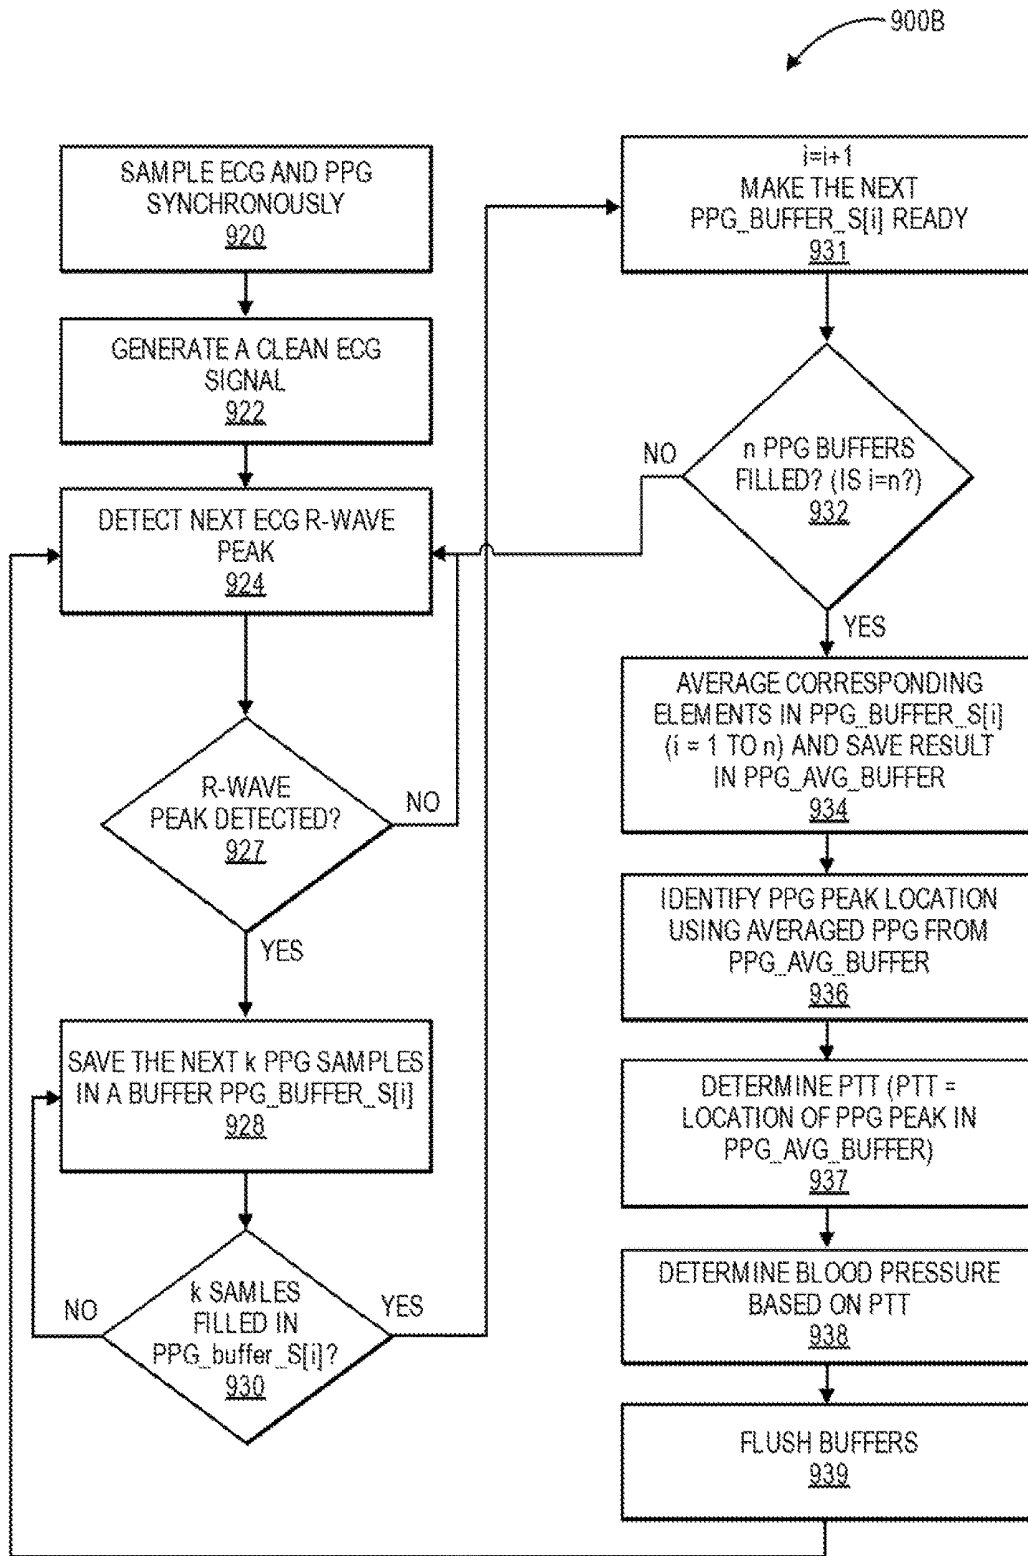 900B
SAMPLE ECG AND PPG
SYNCHRONOUSLY
920
GENERATE A CLEAN ECG
SIGNAL
922
DETECT NEXT ECG R-WAVE
PEAK
924
R-WAVE
PEAK DETECTED?
927
NO
YES
SAVE THE NEXT k PPG SAMPLES
IN A BUFFER PPG_BUFFER_S[i]
928
k SAMLES
FILLED IN
PPG_buffer_S[i]?
930
NO
YES
i=i+1
MAKE THE NEXT
PPG_BUFFER_S[i] READY
931
n PPG BUFFERS
FILLED? (IS i=n?)
932
NO
YES
AVERAGE CORRESPONDING
ELEMENTS IN PPG_BUFFER_S[i]
(i = 1 TO n) AND SAVE RESULT
IN PPG_AVG_BUFFER
934
IDENTIFY PPG PEAK LOCATION
USING AVERAGED PPG FROM
PPG_AVG_BUFFER
936
DETERMINE PTT (PTT =
LOCATION OF PPG PEAK IN
PPG_AVG_BUFFER)
937
DETERMINE BLOOD PRESSURE
BASED ON PTT
938
FLUSH BUFFERS
939